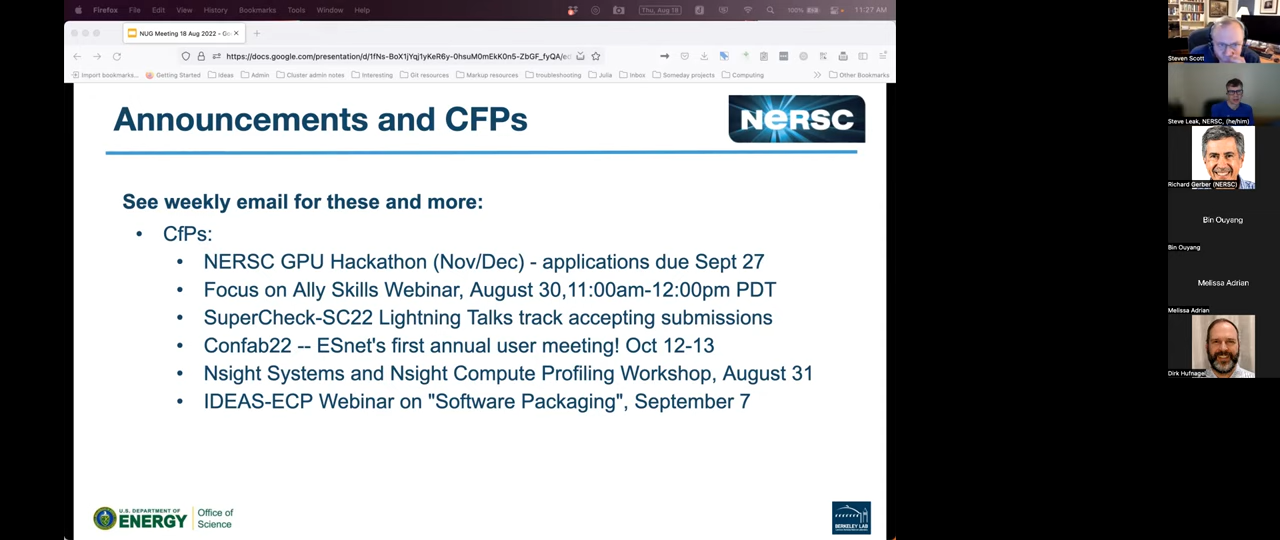 Firefox File Edit View History Bookmarks Tools Window Help 100% Thu, Aug 18 11:27 AM
NUG Meeting 18 Aug 2022 - Go
https://docs.google.com/presentation/d/1fNs-BoX1jYqj1yKeR6y-0hsuM0mEkK0n5-ZbGF_fyQA/ed
Import bookmarks... Getting Started Ideas Admin Cluster admin notes Interesting Git resources Markup resources troubleshooting Julia Inbox Someday projects Computing Other Bookmarks
Announcements and CFPs
NERSC
See weekly email for these and more:
• CfPs:
• NERSC GPU Hackathon (Nov/Dec) - applications due Sept 27
• Focus on Ally Skills Webinar, August 30,11:00am-12:00pm PDT
• SuperCheck-SC22 Lightning Talks track accepting submissions
• Confab22 -- ESnet's first annual user meeting! Oct 12-13
• Nsight Systems and Nsight Compute Profiling Workshop, August 31
• IDEAS-ECP Webinar on "Software Packaging", September 7
U.S. DEPARTMENT OF
ENERGY
Office of
Science
BERKELEY LAB
Steven Scott
Steve Leak, NERSC, (he/him)
Richard Gerber (NERSC)
Bin Ouyang
Bin Ouyang
Melissa Adrian
Melissa Adrian
Dirk Hufnagel